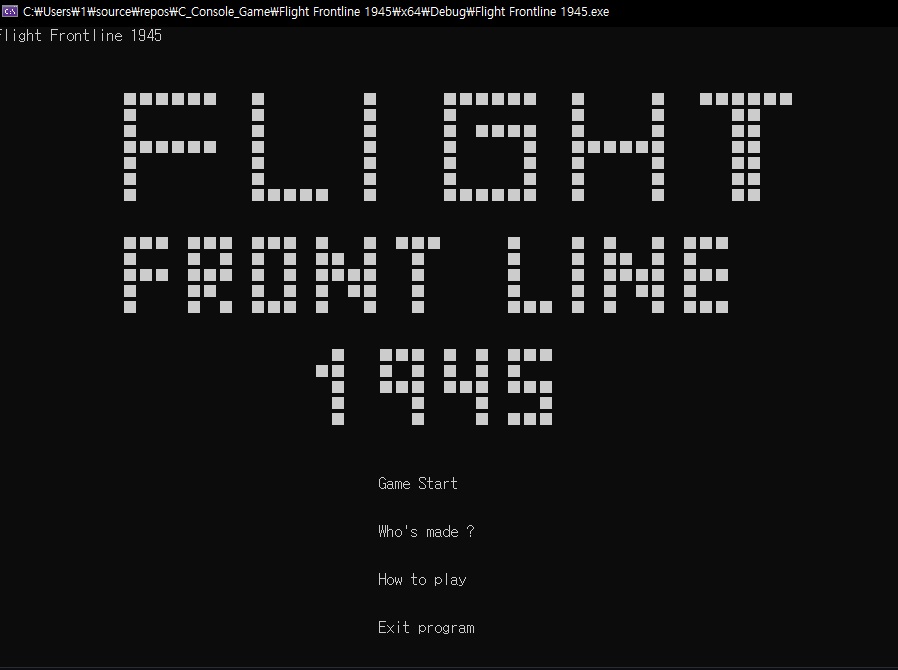 C:₩Users₩1₩source₩repos₩C_Console_Game₩Flight Frontline 1945₩x64₩Debug₩Flight Frontline 1945.exe
Flight Frontline 1945
FLIGHT
FRONT LINE
1945
Game Start
Who's made ?
How to play
Exit program